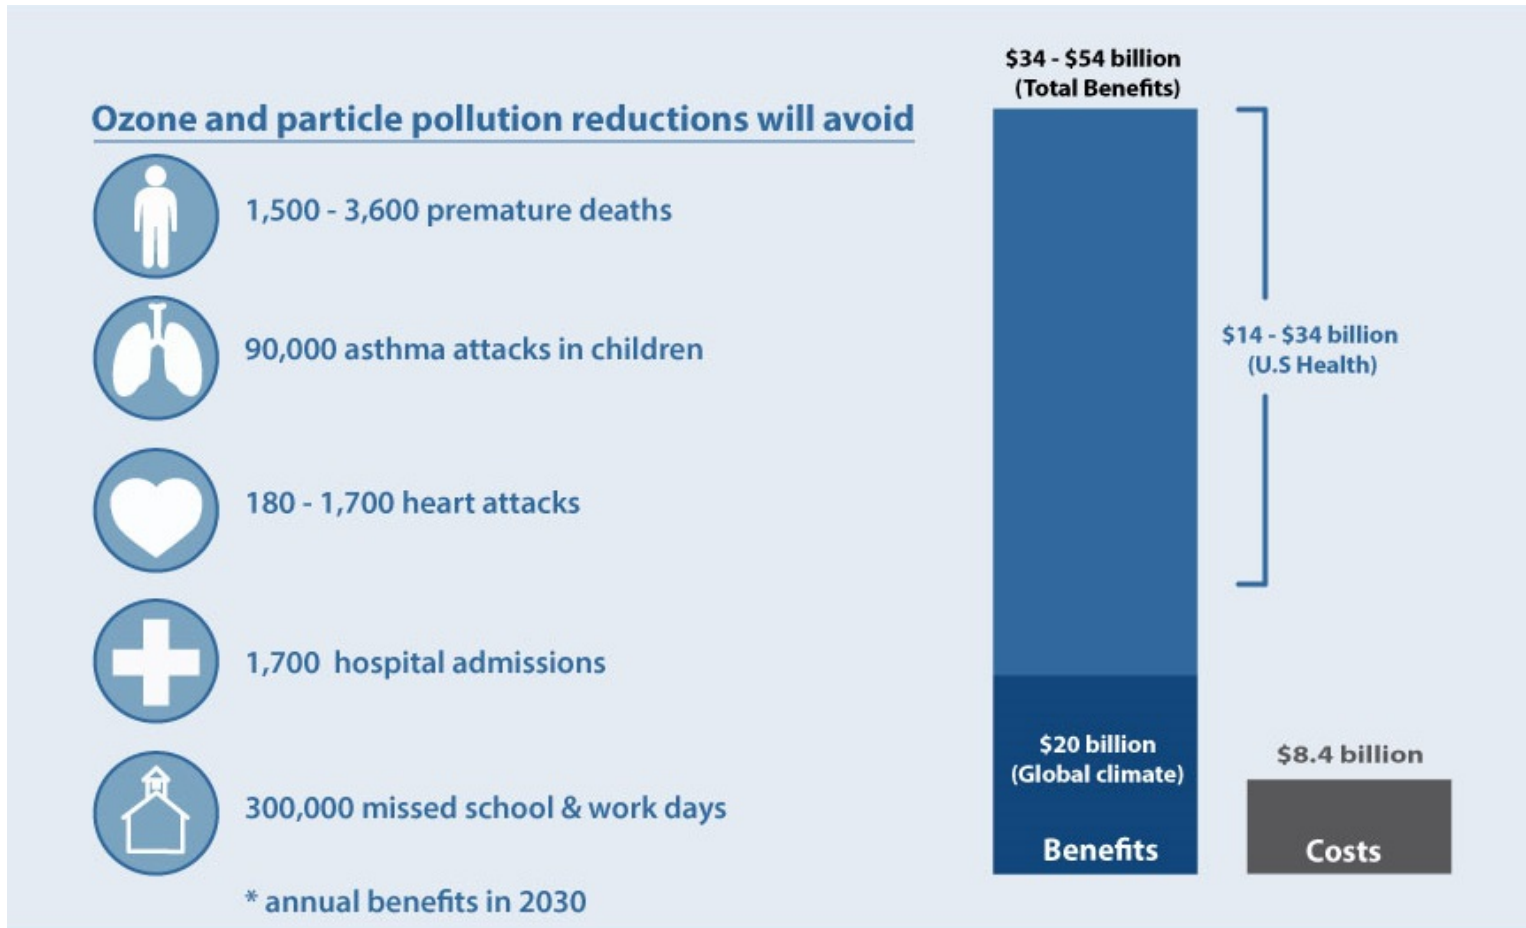 Ozone and particle pollution reductions will avoid
1,500 - 3,600 premature deaths
90,000 asthma attacks in children
180 - 1,700 heart attacks
1,700 hospital admissions
300,000 missed school & work days
* annual benefits in 2030
$34 - $54 billion
(Total Benefits)
$14 - $34 billion
(U.S Health)
$20 billion
(Global climate)
Benefits
$8.4 billion
Costs